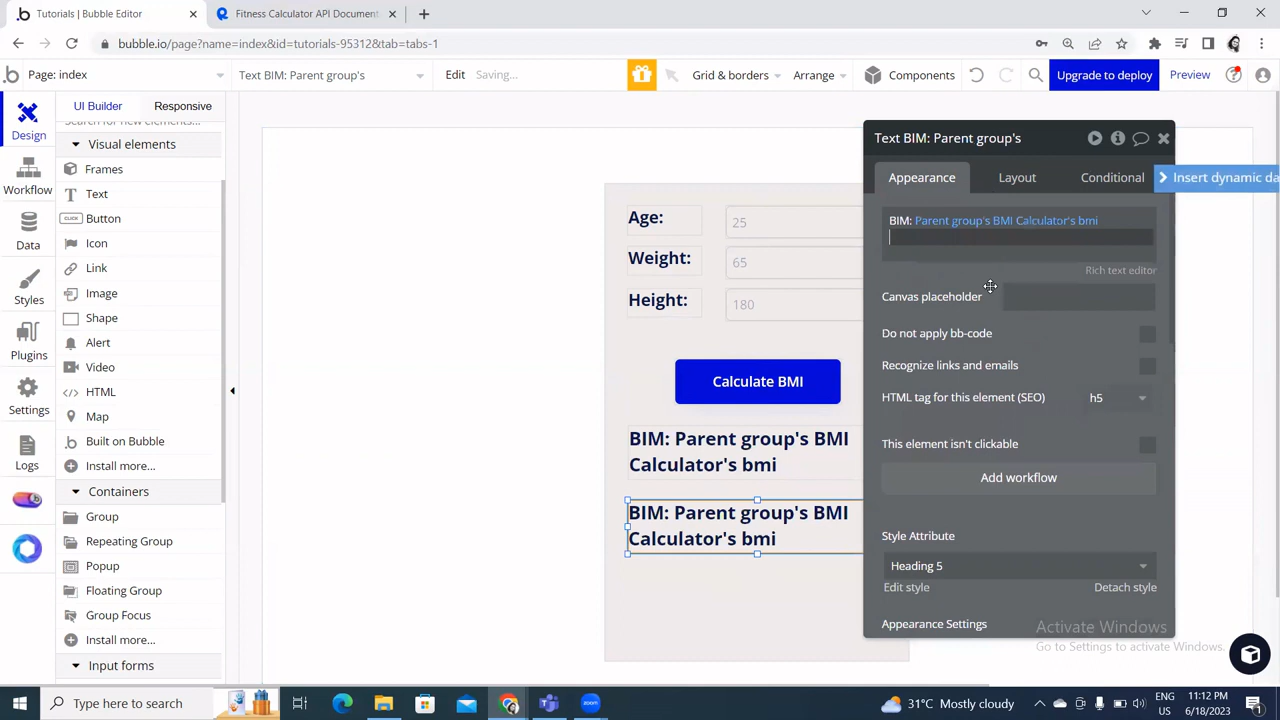 Tutorials | Bubble Editor
Fitness Calculator API Document
bubble.io/page?name=index&id=tutorials-95312&tab=tabs-1
Page: index
Text BIM: Parent group's
Edit
Saving...
Grid & borders
Arrange
Components
Upgrade to deploy
Preview
UI Builder
Responsive
Search for new elements...
Design
Workflow
Data
Styles
Plugins
Settings
Logs
Visual elements
Frames
Text
CLICK
Button
Icon
Link
Image
Shape
Alert
Video
</> HTML
Map
Built on Bubble
Install more...
Containers
Group
Repeating Group
Popup
Floating Group
Group Focus
Install more...
Input forms
Age:
25
Weight:
65
Height:
180
Calculate BMI
BIM: Parent group's BMI
Calculator's bmi
BIM: Parent group's BMI
Calculator's bmi
Text BIM: Parent group's
Appearance
Layout
Conditional
Insert dynamic da
BIM: Parent group's BMI Calculator's bmi
Rich text editor
Canvas placeholder
Do not apply bb-code
Recognize links and emails
HTML tag for this element (SEO)
h5
This element isn't clickable
Add workflow
Style Attribute
Heading 5
Edit style
Detach style
Appearance Settings
Activate Windows
Go to Settings to activate Windows.
Type here to search
31°C Mostly cloudy
ENG
US
11:12 PM
6/18/2023
1